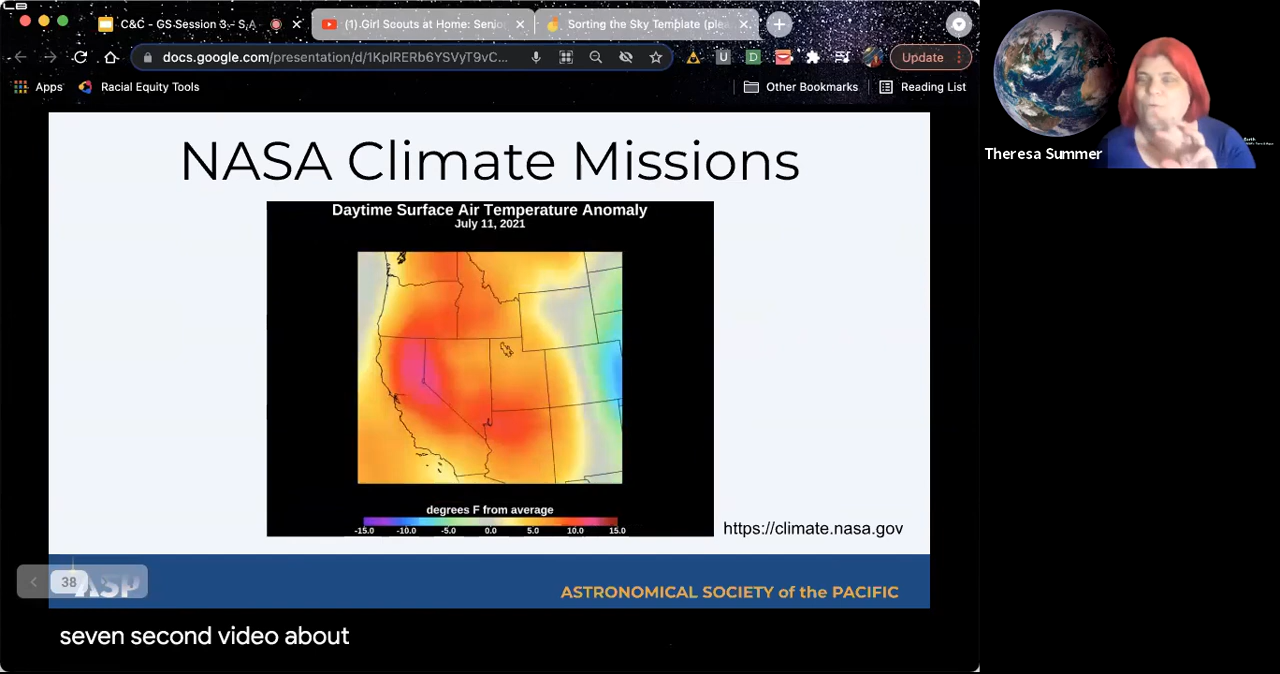 C&C - GS Session 3 - S,A
(1) Girl Scouts at Home: Senio
Sorting the Sky Template (ple
docs.google.com/presentation/d/1KplRERb6YSVyT9vC...
U
D
Update
Apps
Racial Equity Tools
Other Bookmarks
Reading List
NASA Climate Missions
Daytime Surface Air Temperature Anomaly
July 11, 2021
degrees F from average
-15.0 -10.0 -5.0 0.0 5.0 10.0 15.0
https://climate.nasa.gov
38
ASP
ASTRONOMICAL SOCIETY of the PACIFIC
seven second video about
Theresa Summer
Earth